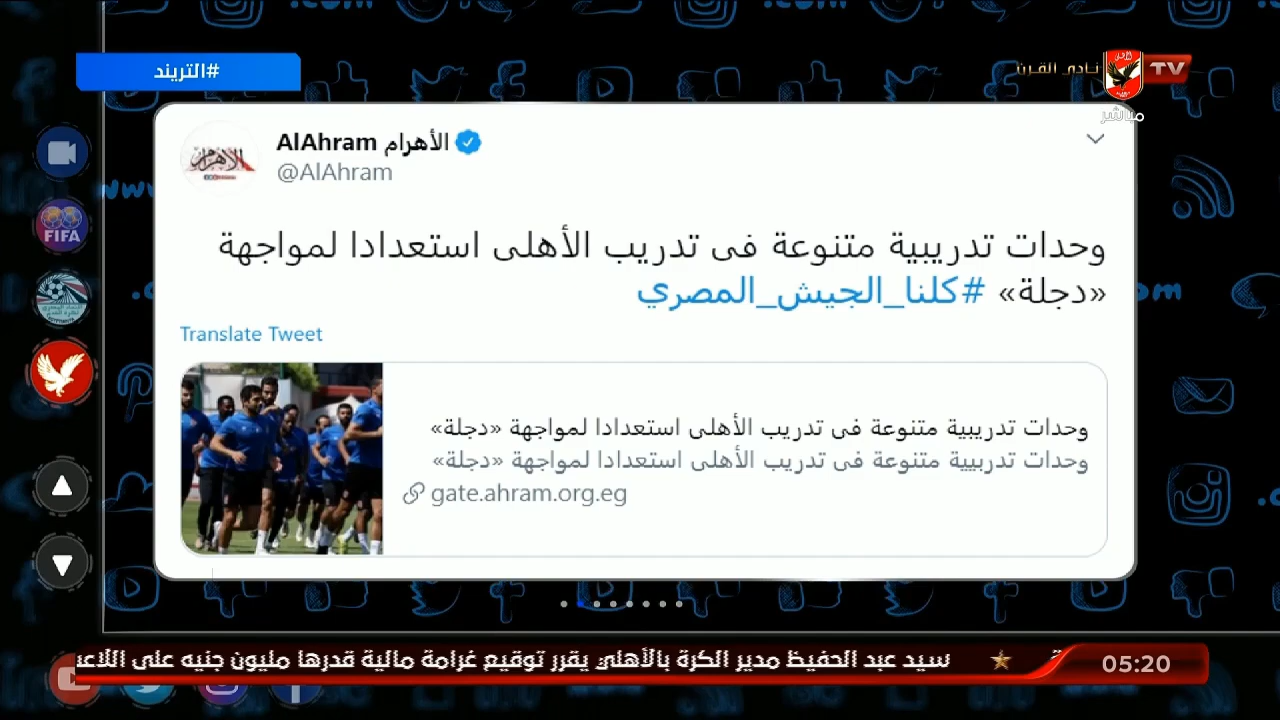 #التريند
نادي القرن
TV
مباشر
AlAhram الأهرام
@AlAhram
وحدات تدريبية متنوعة فى تدريب الأهلى استعدادا لمواجهة
«دجلة» #كلنا_الجيش_المصري
Translate Tweet
وحدات تدريبية متنوعة فى تدريب الأهلى استعدادا لمواجهة «دجلة»
وحدات تدريبية متنوعة فى تدريب الأهلى استعدادا لمواجهة «دجلة»
gate.ahram.org.eg
FIFA
سيد عبد الحفيظ مدير الكرة بالأهلي يقرر توقيع غرامة مالية قدرها مليون جنيه على
05:20